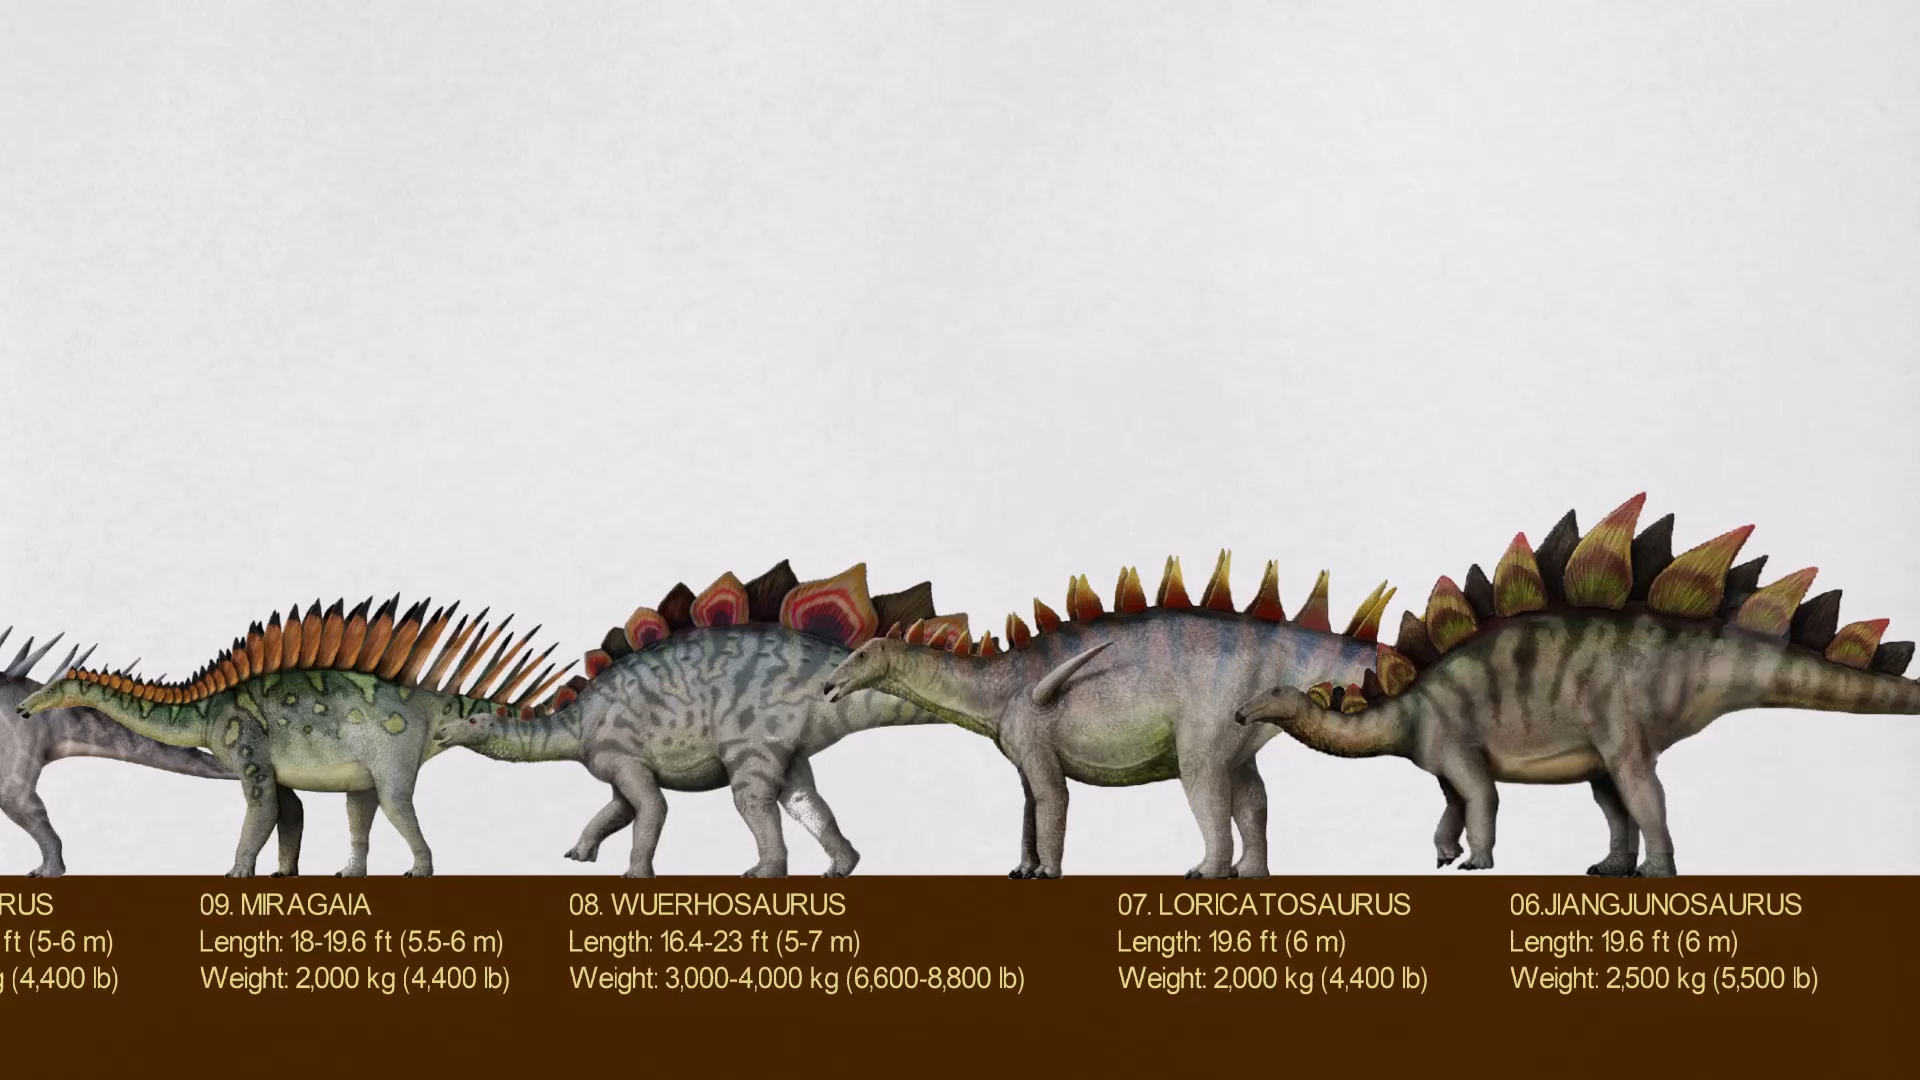 RUS
ft (5-6 m)
(4,400 lb)
09. MIRAGAIA
Length: 18-19.6 ft (5.5-6 m)
Weight: 2,000 kg (4,400 lb)
08. WUERHOSAURUS
Length: 16.4-23 ft (5-7 m)
Weight: 3,000-4,000 kg (6,600-8,800 lb)
07. LORICATOSAURUS
Length: 19.6 ft (6 m)
Weight: 2,000 kg (4,400 lb)
06.JIANGJUNOSAURUS
Length: 19.6 ft (6 m)
Weight: 2,500 kg (5,500 lb)